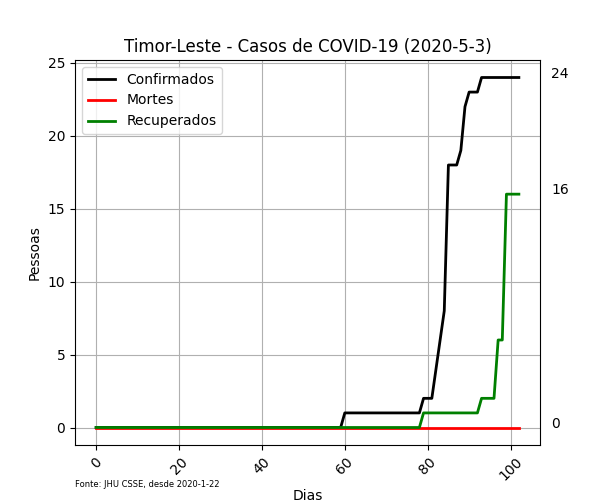 Timor-Leste - Casos de COVID-19 (2020-5-3)
Confirmados
Mortes
Recuperados
25
20
15
10
5
0
Pessoas
24
16
0
0
20
40
60
80
100
Fonte: JHU CSSE, desde 2020-1-22
Dias